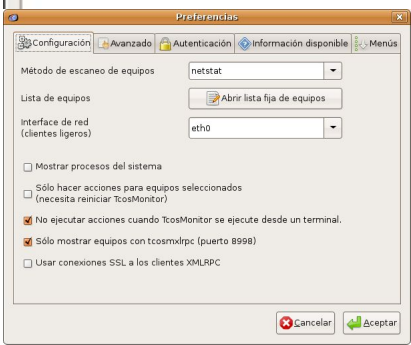 Preferencias
Configuración Avanzado Autenticación Información disponible Menús
Método de escaneo de equipos netstat
Lista de equipos Abrir lista fija de equipos
Interface de red
(clientes ligeros) eth0
Mostrar procesos del sistema
Sólo hacer acciones para equipos seleccionados
(necesita reiniciar TcosMonitor)
No ejecutar acciones cuando TcosMonitor se ejecute desde un terminal.
Sólo mostrar equipos con tcosmxlrpc (puerto 8998)
Usar conexiones SSL a los clientes XMLRPC
Cancelar Aceptar